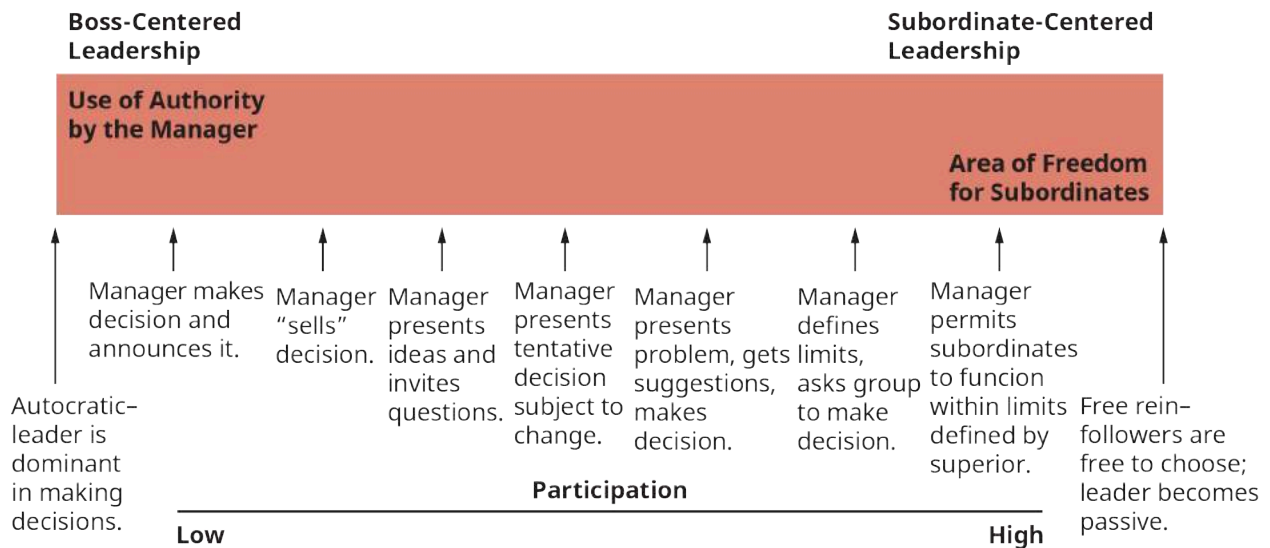 Boss-Centered
Leadership
Subordinate-Centered
Leadership
Use of Authority
by the Manager
Area of Freedom
for Subordinates
Autocratic–
leader is
dominant
in making
decisions.
Manager makes
decision and
announces it.
Manager
“sells”
decision.
Manager
presents
ideas and
invites
questions.
Manager
presents
tentative
decision
subject to
change.
Manager
presents
problem, gets
suggestions,
makes
decision.
Manager
defines
limits,
asks group
to make
decision.
Manager
permits
subordinates
to funcion
within limits
defined by
superior.
Free rein–
followers are
free to choose;
leader becomes
passive.
Participation
Low
High